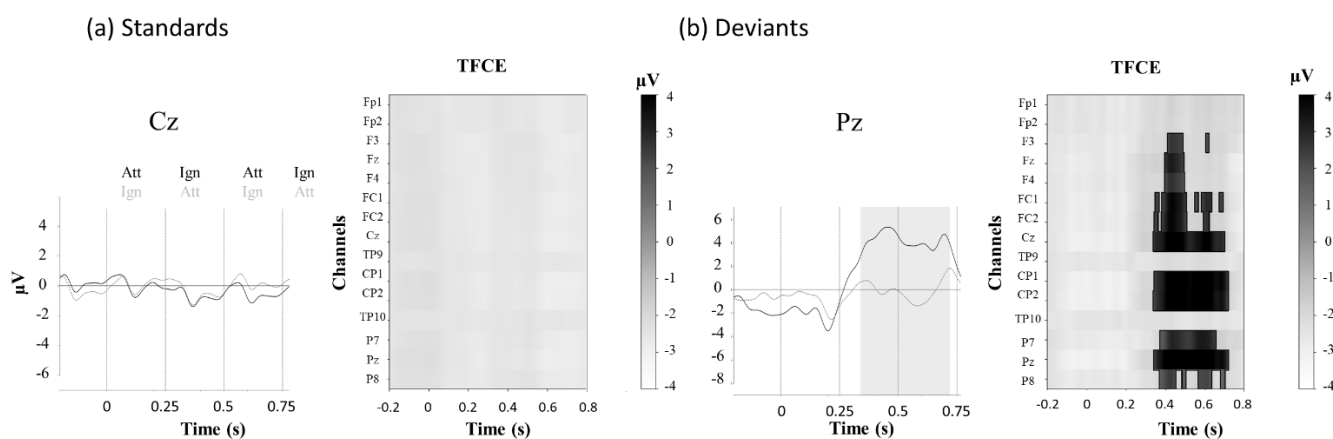 (a) Standards
Cz
Att Ign Att Ign
Ign Att Ign Att
µV
4
2
0
-2
-4
-6
0 0.25 0.5 0.75
Time (s)
TFCE
Channels
Fp1
Fp2
F3
Fz
F4
FC1
FC2
Cz
TP9
CP1
CP2
TP10
P7
Pz
P8
-0.2 0 0.2 0.4 0.6 0.8
Time (s)
µV
4
3
2
1
0
-1
-2
-3
-4
(b) Deviants
Pz
6
4
2
0
-2
-4
-6
-8
0 0.25 0.5 0.75
Time (s)
TFCE
Channels
Fp1
Fp2
F3
Fz
F4
FC1
FC2
Cz
TP9
CP1
CP2
TP10
P7
Pz
P8
-0.2 0 0.2 0.4 0.6 0.8
Time (s)
µV
4
3
2
1
0
-1
-2
-3
-4